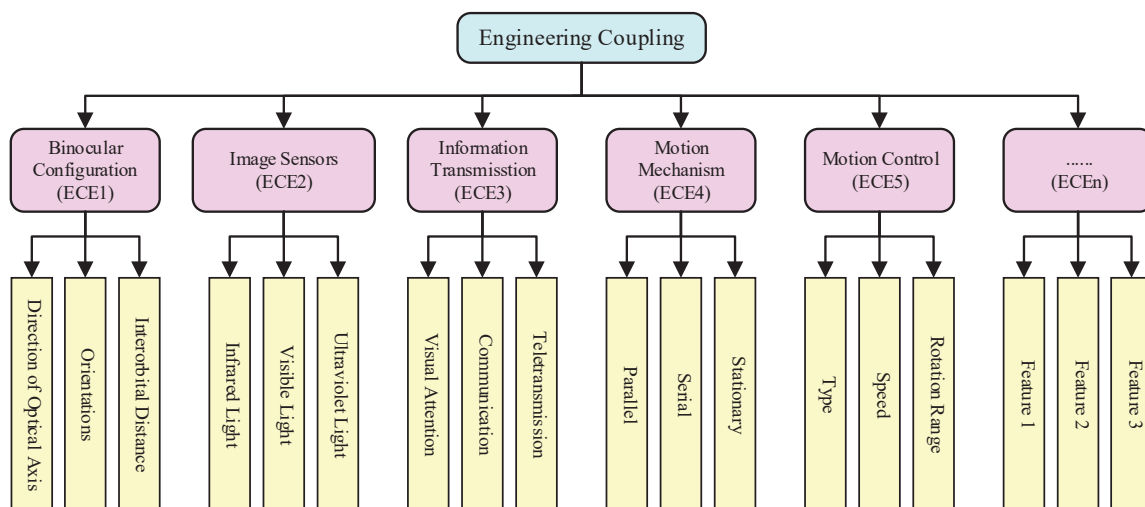 Engineering Coupling
Binocular
Configuration
(ECE1)
Image Sensors
(ECE2)
Information
Transmisstion
(ECE3)
Motion
Mechanism
(ECE4)
Motion Control
(ECE5)
......
(ECEn)
Direction of Optical Axis
Orientations
Interorbital Distance
Infrared Light
Visible Light
Ultraviolet Light
Visual Attention
Communication
Teletransmission
Parallel
Serial
Stationary
Type
Speed
Rotation Range
Feature 1
Feature 2
Feature 3